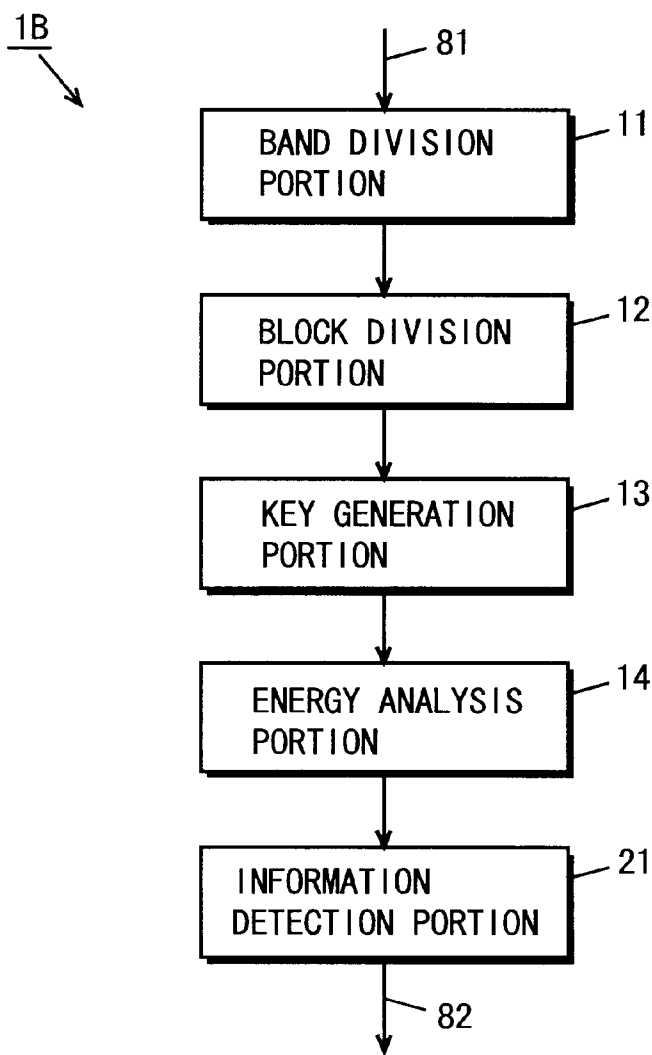 1B
81
BAND DIVISION
PORTION
11
BLOCK DIVISION
PORTION
12
KEY GENERATION
PORTION
13
ENERGY ANALYSIS
PORTION
14
INFORMATION
DETECTION PORTION
21
82